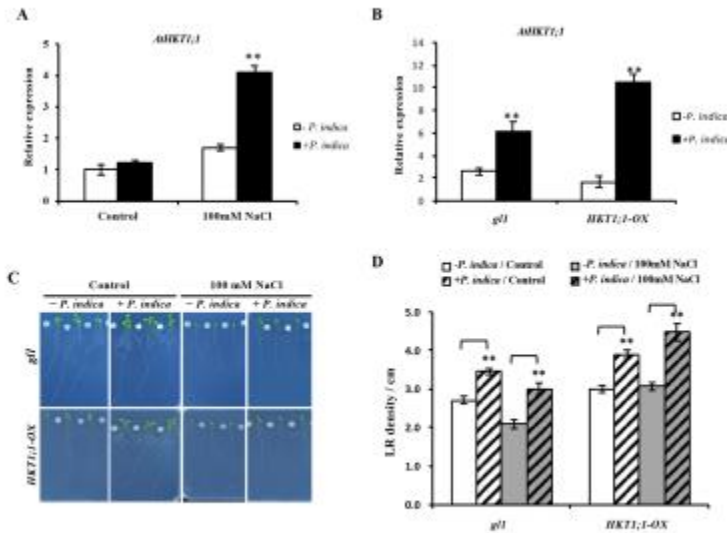 A
AtHKT1;1
Relative expression
5
4
3
2
1
0
**
- P. indica
+P. indica
Control
100mM NaCl
B
AtHKT1;1
Relative expression
14
12
10
8
6
4
2
0
**
**
- P. indica
+P. indica
gl1
HKT1;1-OX
C
Control
100 mM NaCl
− P. indica
+ P. indica
− P. indica
+ P. indica
gl1
HKT1;1-OX
D
-P. indica / Control
-P. indica / 100mM NaCl
+P. indica / Control
+P. indica / 100mM NaCl
LR density / cm
5.0
4.0
3.0
2.0
1.0
0.0
**
**
**
**
gl1
HKT1;1-OX